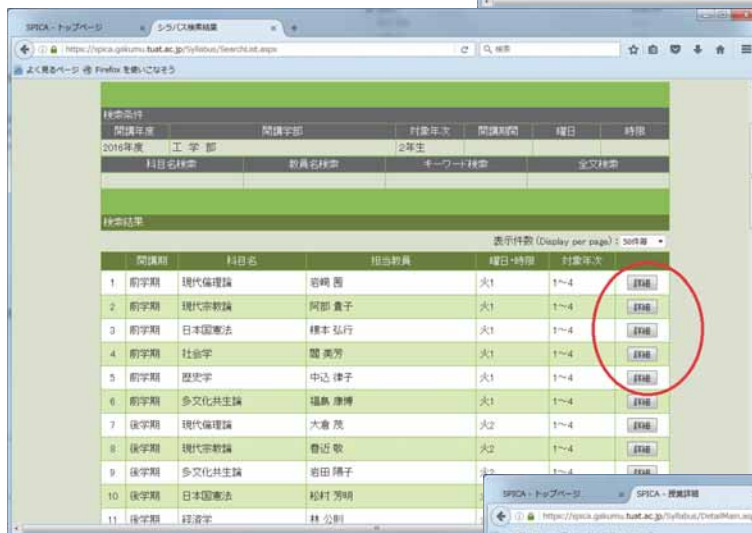 SPICA - トップページ
シラバス検索結果
https://spica.gakumu.tuat.ac.jp/Syllabus/SearchList.aspx
検索
よく見るページ Firefox を使いこなそう
検索条件
開講年度 開講学部 対象年次 開講期間 曜日 時限
2016年度 工学部 2年生
科目名検索 教員名検索 キーワード検索 全文検索
検索結果
表示件数 (Display per page) : 50件毎
開講期 科目名 担当教員 曜日・時限 対象年次
1 前学期 現代倫理論 岩崎 茜 火1 1~4 詳細
2 前学期 現代宗教論 阿部 貴子 火1 1~4 詳細
3 前学期 日本国憲法 榎本 弘行 火1 1~4 詳細
4 前学期 社会学 閻 美芳 火1 1~4 詳細
5 前学期 歴史学 中込 律子 火1 1~4 詳細
6 前学期 多文化共生論 福島 康博 火1 1~4 詳細
7 後学期 現代倫理論 大倉 茂 火2 1~4 詳細
8 後学期 現代宗教論 春近 敬 火2 1~4 詳細
9 後学期 多文化共生論 岩田 陽子 火2 1~4 詳細
10 後学期 日本国憲法 松村 芳明
11 後学期 経済学 林 公則
SPICA - トップページ
SPICA - 授業詳細
https://spica.gakumu.tuat.ac.jp/Syllabus/DetailMain.asp